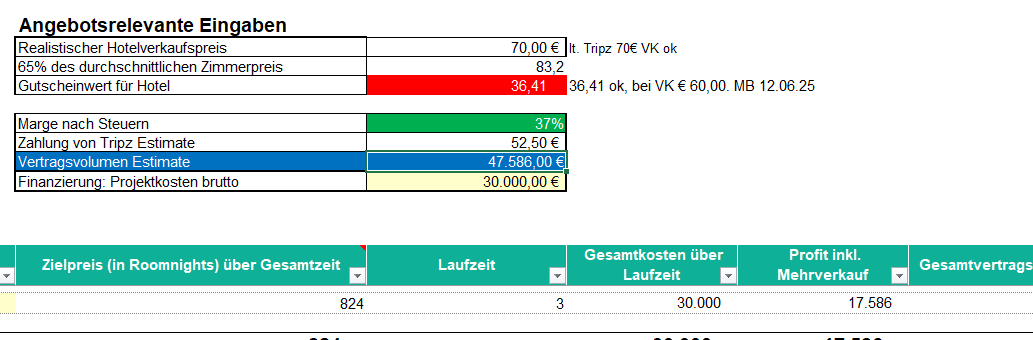 Angebotsrelevante Eingaben
Realistischer Hotelverkaufspreis 70,00 € lt. Tripz 70€ VK ok
65% des durchschnittlichen Zimmerpreis 83,2
Gutscheinwert für Hotel 36,41 36,41 ok, bei VK € 60,00. MB 12.06.25
Marge nach Steuern 37%
Zahlung von Tripz Estimate 52,50 €
Vertragsvolumen Estimate 47.586,00 €
Finanzierung: Projektkosten brutto 30.000,00 €
Zielpreis (in Roomnights) über Gesamtzeit Laufzeit Gesamtkosten über Laufzeit Profit inkl. Mehrverkauf Gesamtvertrags
824 3 30.000 17.586